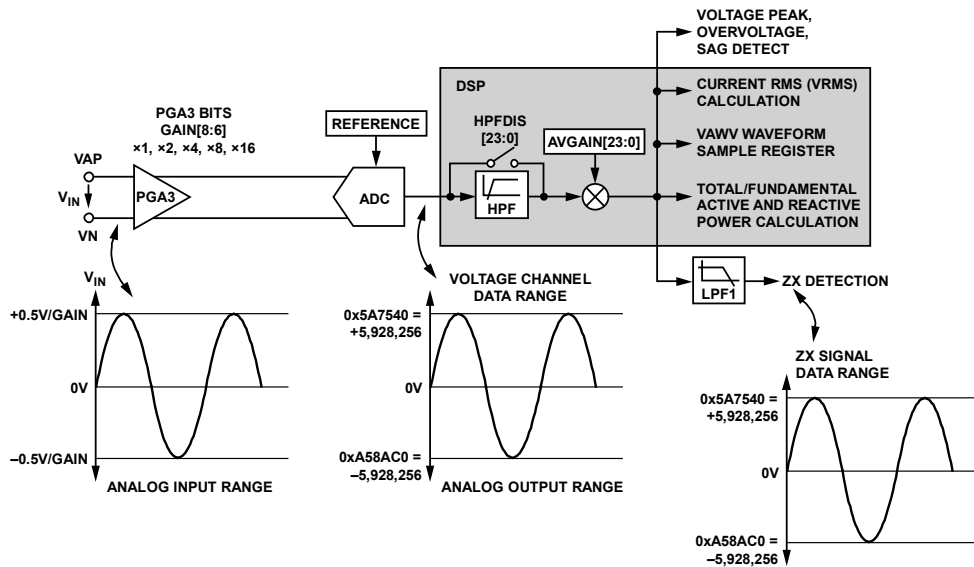 VOLTAGE PEAK,
OVERVOLTAGE,
SAG DETECT
DSP
CURRENT RMS (VRMS)
CALCULATION
PGA3 BITS
GAIN[8:6]
×1, ×2, ×4, ×8, ×16
REFERENCE
HPFDIS
[23:0]
AVGAIN[23:0]
VAWV WAVEFORM
SAMPLE REGISTER
VAP
VIN
VN
PGA3
ADC
HPF
TOTAL/FUNDAMENTAL
ACTIVE AND REACTIVE
POWER CALCULATION
LPF1
ZX DETECTION
VIN
+0.5V/GAIN
0V
–0.5V/GAIN
ANALOG INPUT RANGE
VOLTAGE CHANNEL
DATA RANGE
0x5A7540 =
+5,928,256
0V
0xA58AC0 =
–5,928,256
ANALOG OUTPUT RANGE
ZX SIGNAL
DATA RANGE
0x5A7540 =
+5,928,256
0V
0xA58AC0 =
–5,928,256